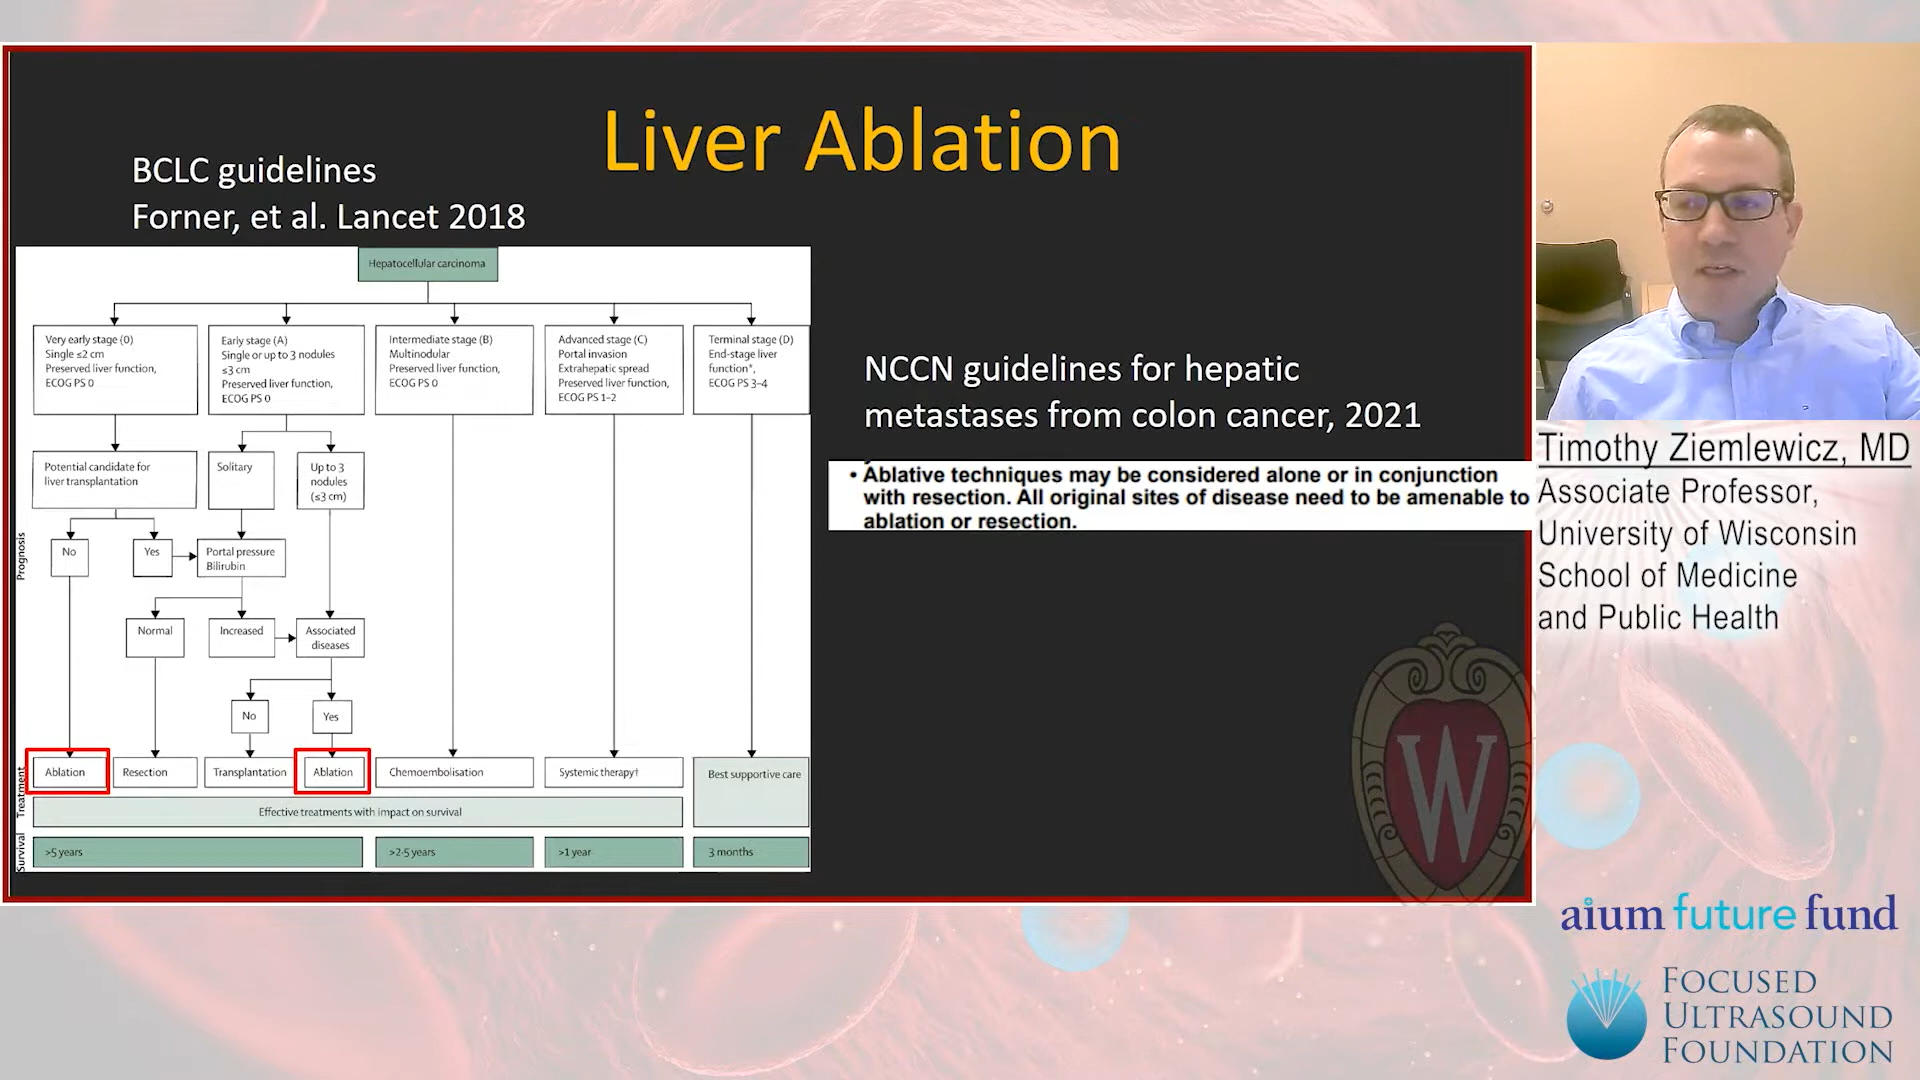 Liver Ablation
BCLC guidelines
Forner, et al. Lancet 2018
Hepatocellular carcinoma
Very early stage (0)
Single ≤2 cm
Preserved liver function,
ECOG PS 0
Early stage (A)
Single or up to 3 nodules
≤3 cm
Preserved liver function,
ECOG PS 0
Intermediate stage (B)
Multinodular
Preserved liver function,
ECOG PS 0
Advanced stage (C)
Portal invasion
Extrahepatic spread
Preserved liver function,
ECOG PS 1–2
Terminal stage (D)
End-stage liver
function*,
ECOG PS 3–4
Potential candidate for
liver transplantation
Solitary
Up to 3
nodules
(≤3 cm)
Prognosis
No
Yes
Portal pressure
Bilirubin
Normal
Increased
Associated
diseases
No
Yes
Treatment
Ablation
Resection
Transplantation
Ablation
Chemoembolisation
Systemic therapy†
Best supportive care
Effective treatments with impact on survival
Survival
>5 years
>2·5 years
>1 year
3 months
NCCN guidelines for hepatic
metastases from colon cancer, 2021
• Ablative techniques may be considered alone or in conjunction
with resection. All original sites of disease need to be amenable to
ablation or resection.
W
Timothy Ziemlewicz, MD
Associate Professor,
University of Wisconsin
School of Medicine
and Public Health
aium future fund
FOCUSED
ULTRASOUND
FOUNDATION